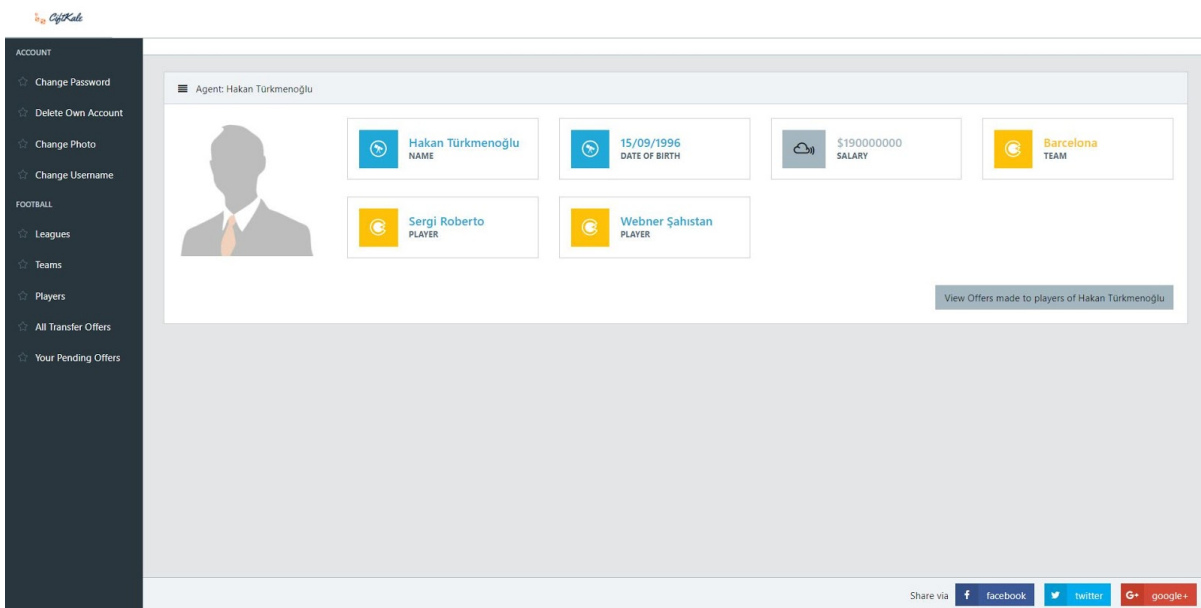 ÇiftKale
ACCOUNT
Change Password
Delete Own Account
Change Photo
Change Username
FOOTBALL
Leagues
Teams
Players
All Transfer Offers
Your Pending Offers
Agent: Hakan Türkmenoğlu
Hakan Türkmenoğlu
NAME
15/09/1996
DATE OF BIRTH
$190000000
SALARY
Barcelona
TEAM
Sergi Roberto
PLAYER
Webner Şahıstan
PLAYER
View Offers made to players of Hakan Türkmenoğlu
Share via
facebook
twitter
G+ google+